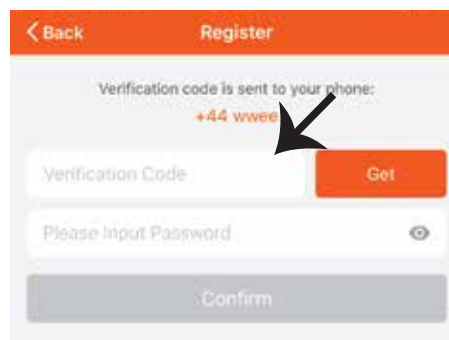 Back Register
Verification code is sent to your phone:
+44 wwee
Verification Code Get
Please Input Password
Confirm